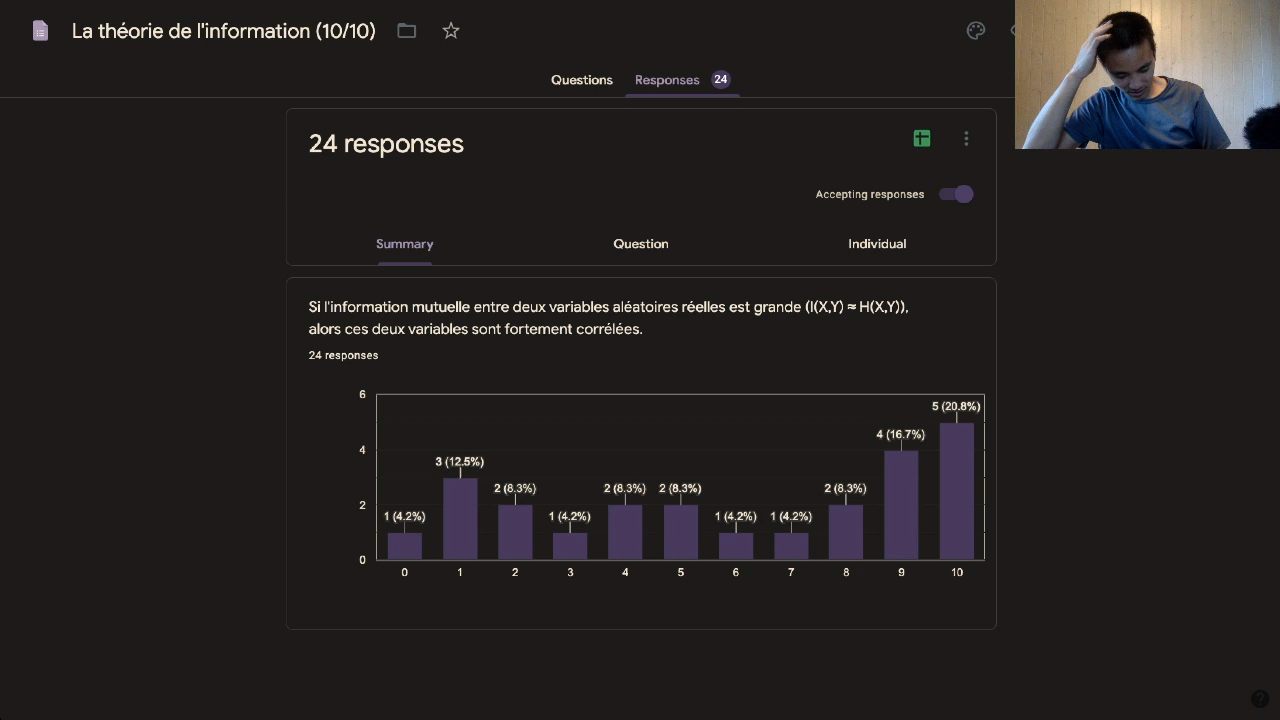 La théorie de l'information (10/10)
Questions
Responses 24
24 responses
Accepting responses
Summary
Question
Individual
Si l'information mutuelle entre deux variables aléatoires réelles est grande (I(X,Y) ≈ H(X,Y)),
alors ces deux variables sont fortement corrélées.
24 responses
6
4
2
0
1 (4.2%)
3 (12.5%)
2 (8.3%)
1 (4.2%)
2 (8.3%)
2 (8.3%)
1 (4.2%)
1 (4.2%)
2 (8.3%)
4 (16.7%)
5 (20.8%)
0 1 2 3 4 5 6 7 8 9 10